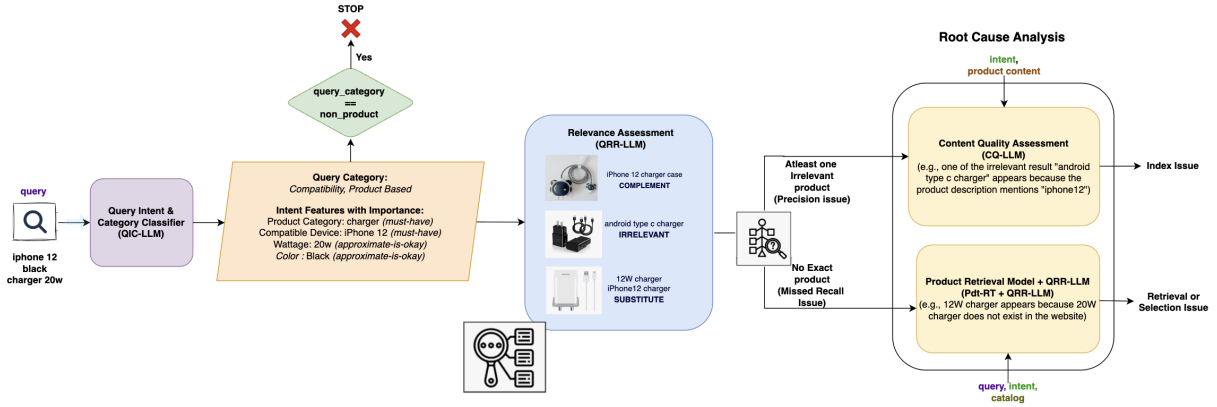 STOP
Yes
query_category
==
non_product
query
iphone 12
black
charger 20w
Query Intent &
Category Classifier
(QIC-LLM)
Query Category:
Compatibility, Product Based
Intent Features with Importance:
Product Category: charger (must-have)
Compatible Device: iPhone 12 (must-have)
Wattage: 20w (approximate-is-okay)
Color : Black (approximate-is-okay)
Relevance Assessment
(QRR-LLM)
iPhone 12 charger case
COMPLEMENT
android type c charger
IRRELEVANT
12W charger
iPhone12 charger
SUBSTITUTE
Atleast one
Irrelevant
product
(Precision issue)
No Exact
product
(Missed Recall
Issue)
Root Cause Analysis
intent,
product content
Content Quality Assessment
(CQ-LLM)
(e.g., one of the irrelevant result "android
type c charger" appears because the
product description mentions "iphone12")
Index Issue
Product Retrieval Model + QRR-LLM
(Pdt-RT + QRR-LLM)
(e.g., 12W charger appears because 20W
charger does not exist in the website)
Retrieval or
Selection Issue
query, intent,
catalog